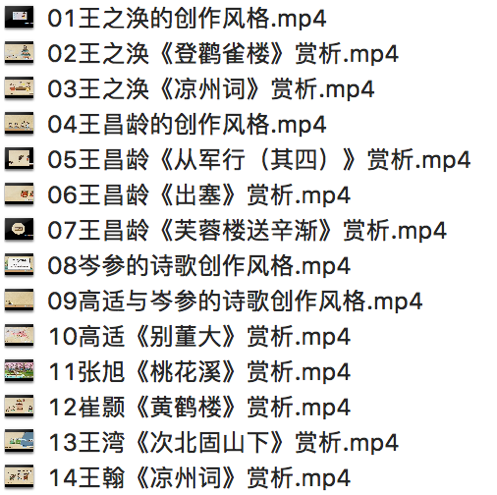 01王之涣的创作风格.mp4
02王之涣《登鹳雀楼》赏析.mp4
03王之涣《凉州词》赏析.mp4
04王昌龄的创作风格.mp4
05王昌龄《从军行（其四）》赏析.mp4
06王昌龄《出塞》赏析.mp4
07王昌龄《芙蓉楼送辛渐》赏析.mp4
08岑参的诗歌创作风格.mp4
09高适与岑参的诗歌创作风格.mp4
10高适《别董大》赏析.mp4
11张旭《桃花溪》赏析.mp4
12崔颢《黄鹤楼》赏析.mp4
13王湾《次北固山下》赏析.mp4
14王翰《凉州词》赏析.mp4